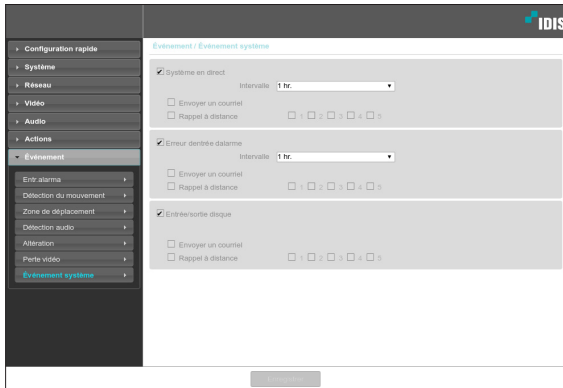 IDIS
Configuration rapide
Système
Réseau
Vidéo
Audio
Actions
Événement
Entr.alarma
Détection du mouvement
Zone de déplacement
Détection audio
Altération
Perte vidéo
Événement système
Événement / Événement système
Système en direct
Intervalle 1 hr.
Envoyer un courriel
Rappel à distance 1 2 3 4 5
Erreur dentrée dalarme
Intervalle 1 hr.
Envoyer un courriel
Rappel à distance 1 2 3 4 5
Entrée/sortie disque
Envoyer un courriel
Rappel à distance 1 2 3 4 5